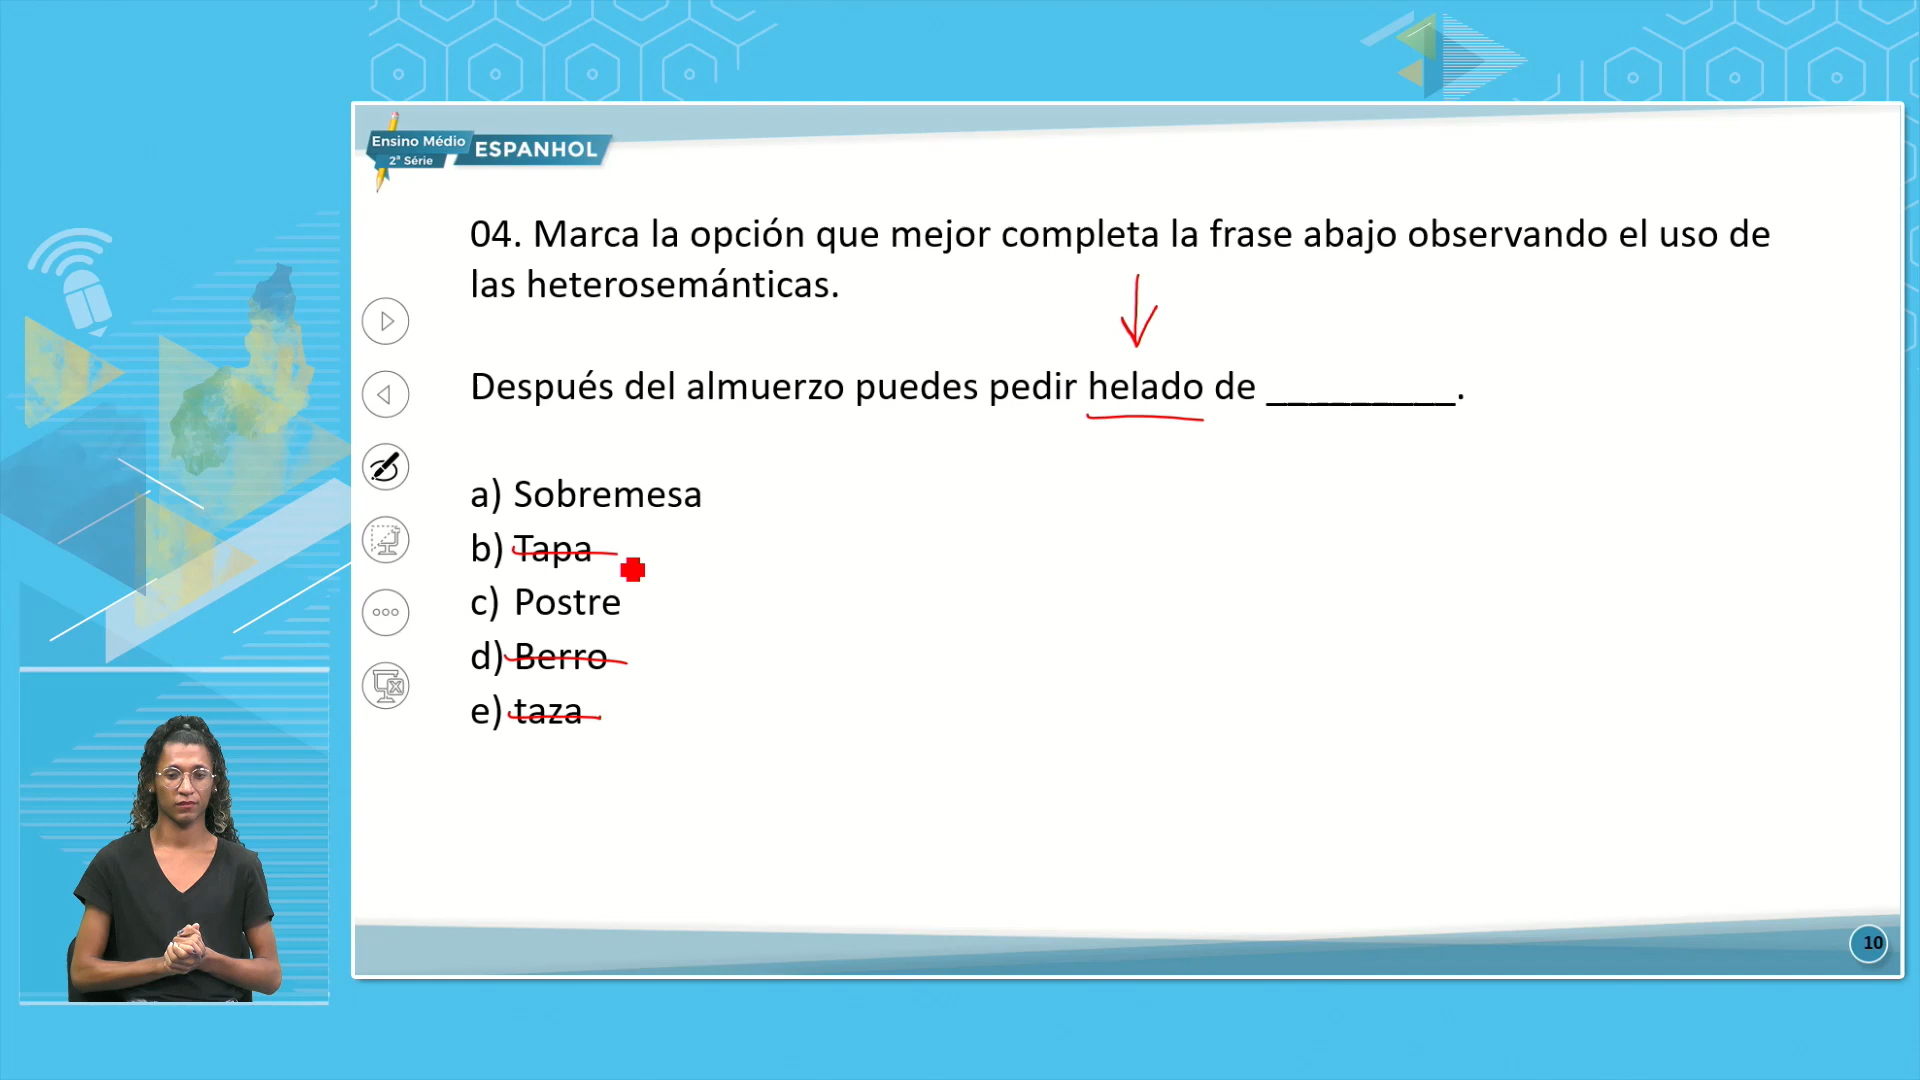 Ensino Médio
2ª Série
ESPANHOL
04. Marca la opción que mejor completa la frase abajo observando el uso de
las heterosemánticas.
Después del almuerzo puedes pedir helado de _________.
a) Sobremesa
b) Tapa
c) Postre
d) Berro
e) taza
10